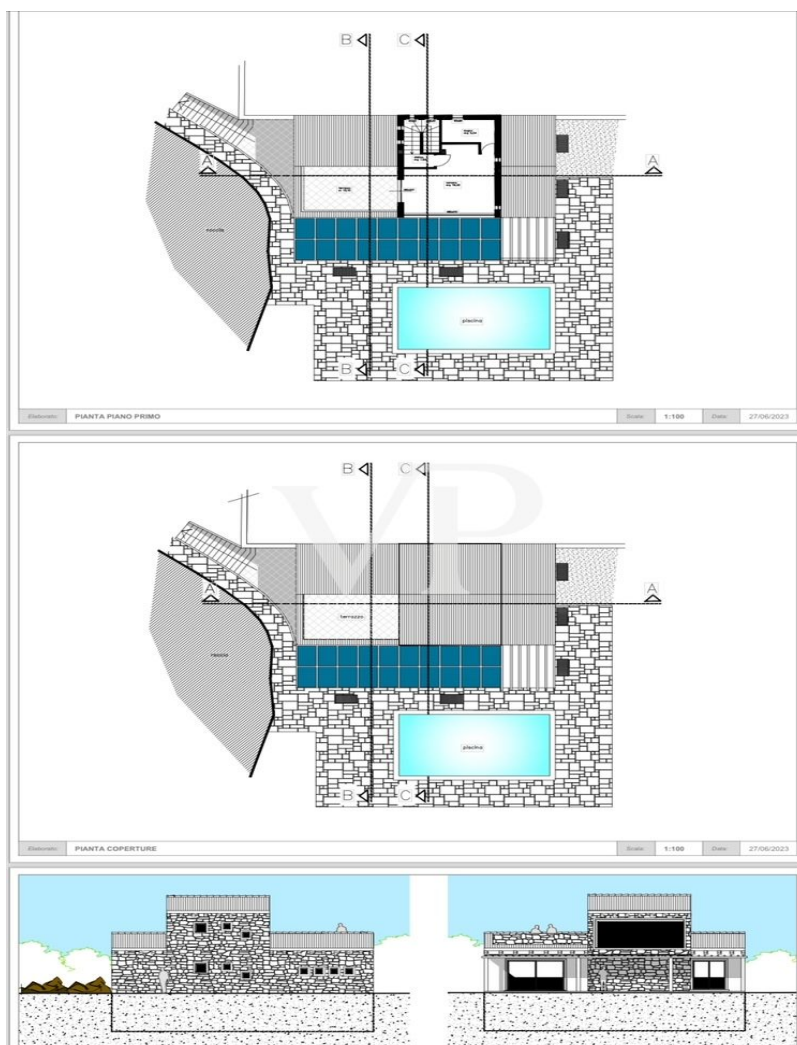 B C
A A
roccia
piscina
B C
Elaborato: PIANTA PIANO PRIMO Scala: 1:100 Data: 27/06/2023
B C
VP
A A
terrazzo
roccia
piscina
B C
Elaborato: PIANTA COPERTURE Scala: 1:100 Data: 27/06/2023